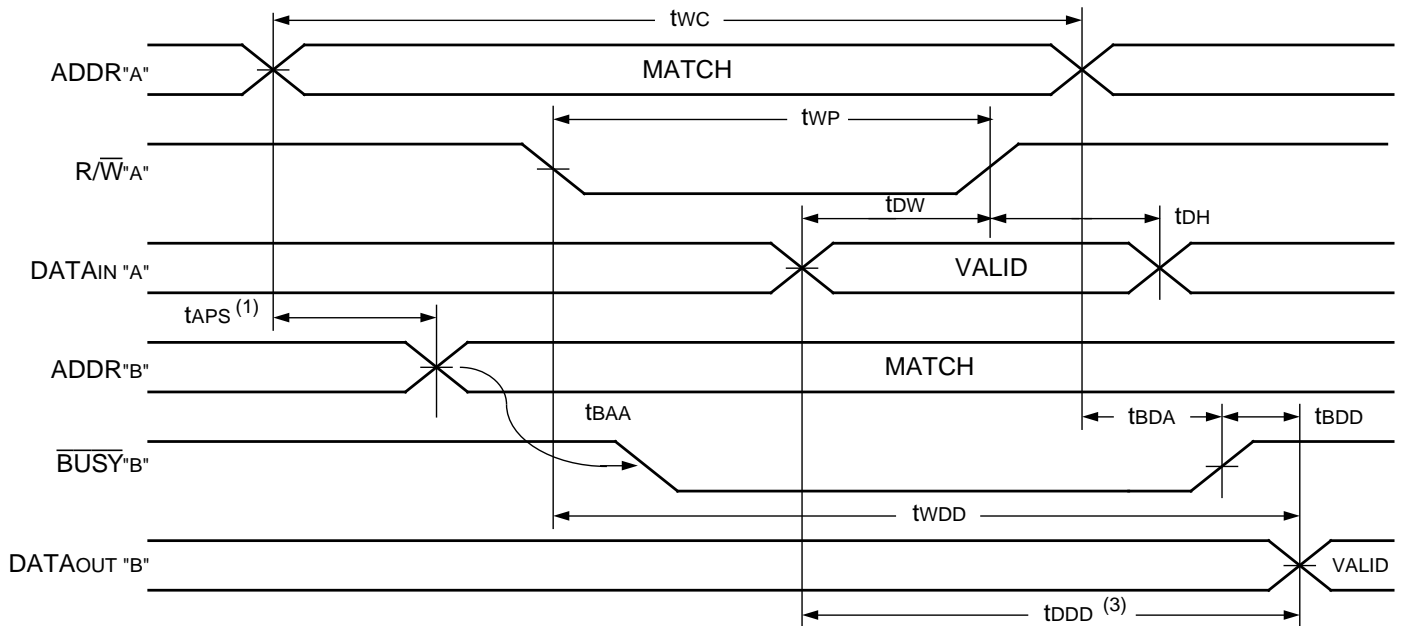 tWC
ADDR"A" MATCH
tWP
R/W̅"A"
tDW tDH
DATAIN "A" VALID
tAPS (1)
ADDR"B" MATCH
tBAA tBDA tBDD
B̅U̅S̅Y̅"B"
tWDD
DATAOUT "B" VALID
tDDD (3)